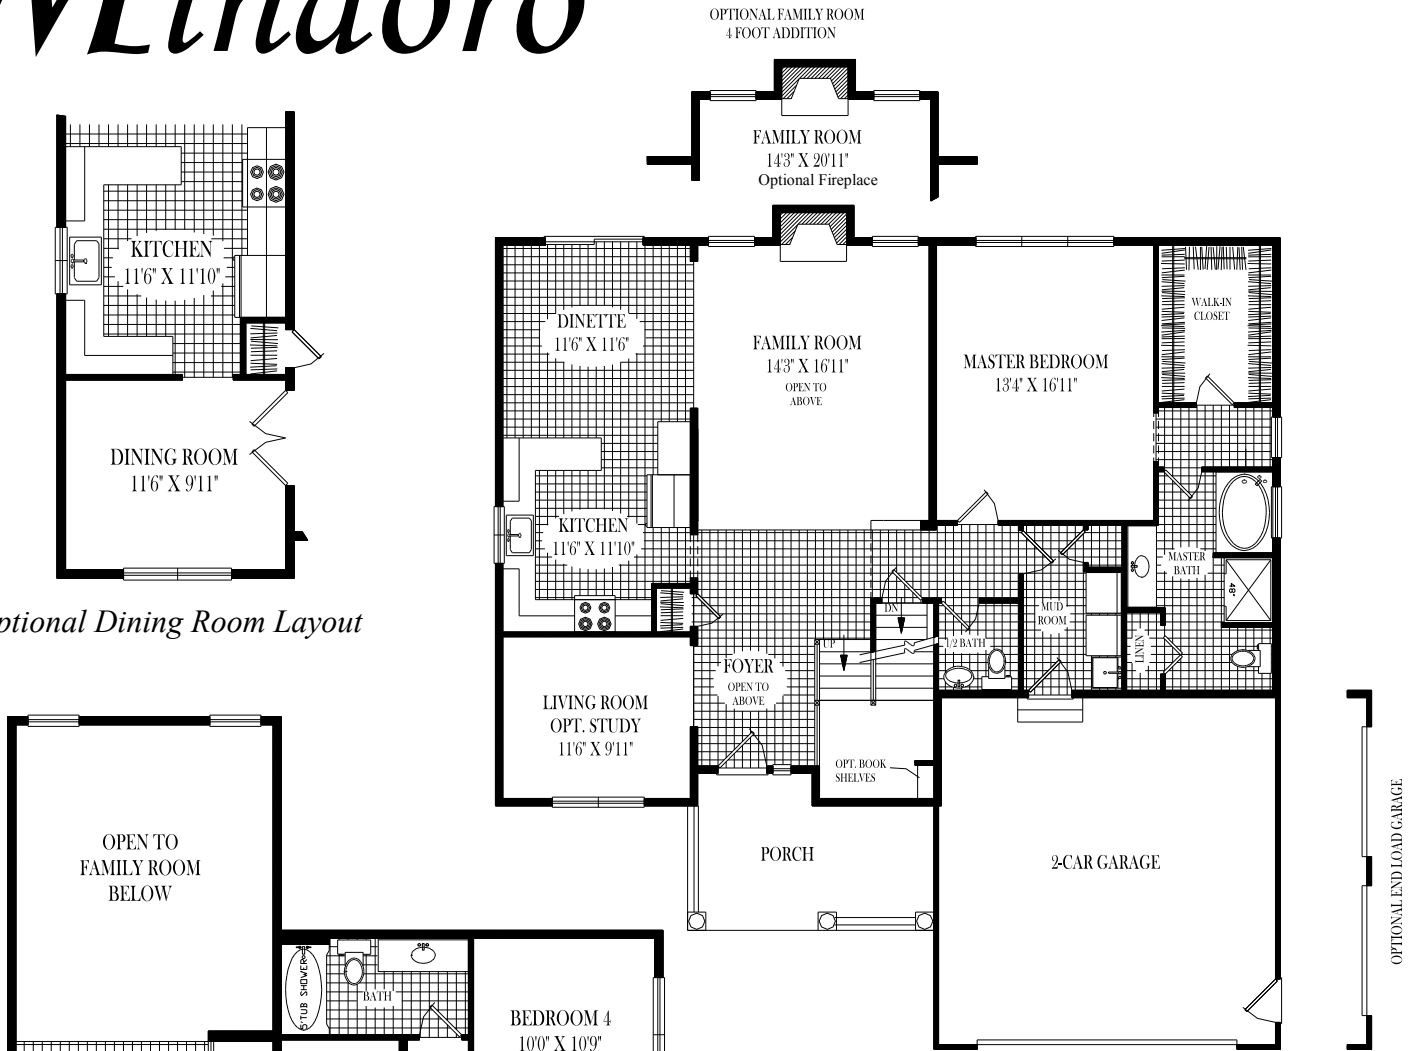 Mindoro
OPTIONAL FAMILY ROOM
4 FOOT ADDITION
FAMILY ROOM
14'3" X 20'11"
Optional Fireplace
KITCHEN
11'6" X 11'10"
DINING ROOM
11'6" X 9'11"
ptional Dining Room Layout
DINETTE
11'6" X 11'6"
FAMILY ROOM
14'3" X 16'11"
OPEN TO
ABOVE
MASTER BEDROOM
13'4" X 16'11"
WALK-IN
CLOSET
KITCHEN
11'6" X 11'10"
MASTER
BATH
48"
MUD
ROOM
LINEN
DN
UP
1/2 BATH
FOYER
OPEN TO
ABOVE
LIVING ROOM
OPT. STUDY
11'6" X 9'11"
OPT. BOOK
SHELVES
PORCH
2-CAR GARAGE
OPTIONAL END LOAD GARAGE
OPEN TO
FAMILY ROOM
BELOW
5'TUB SHOWER
BATH
BEDROOM 4
10'0" X 10'9"